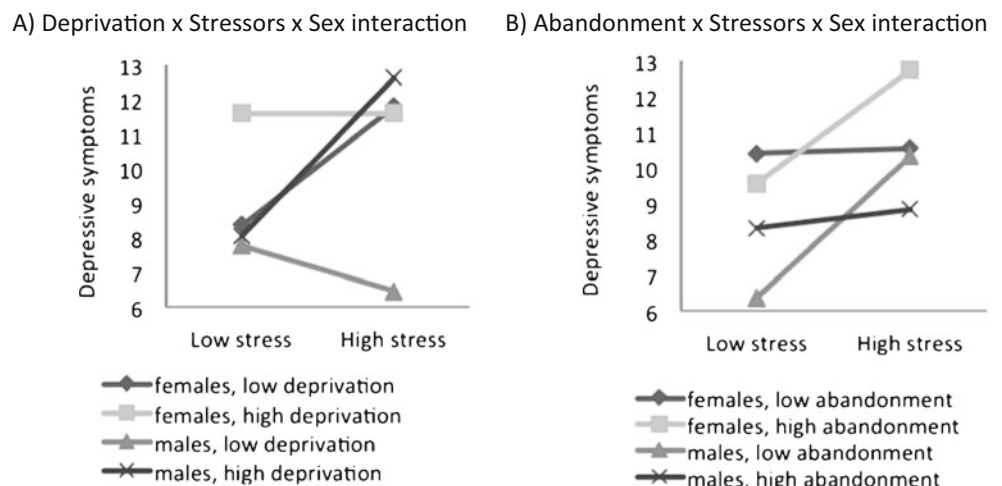 A) Deprivation x Stressors x Sex interaction
13
12
11
10
9
8
7
6
Depressive symptoms
Low stress High stress
females, low deprivation
females, high deprivation
males, low deprivation
males, high deprivation
B) Abandonment x Stressors x Sex interaction
13
12
11
10
9
8
7
6
Depressive symptoms
Low stress High stress
females, low abandonment
females, high abandonment
males, low abandonment
males, high abandonment